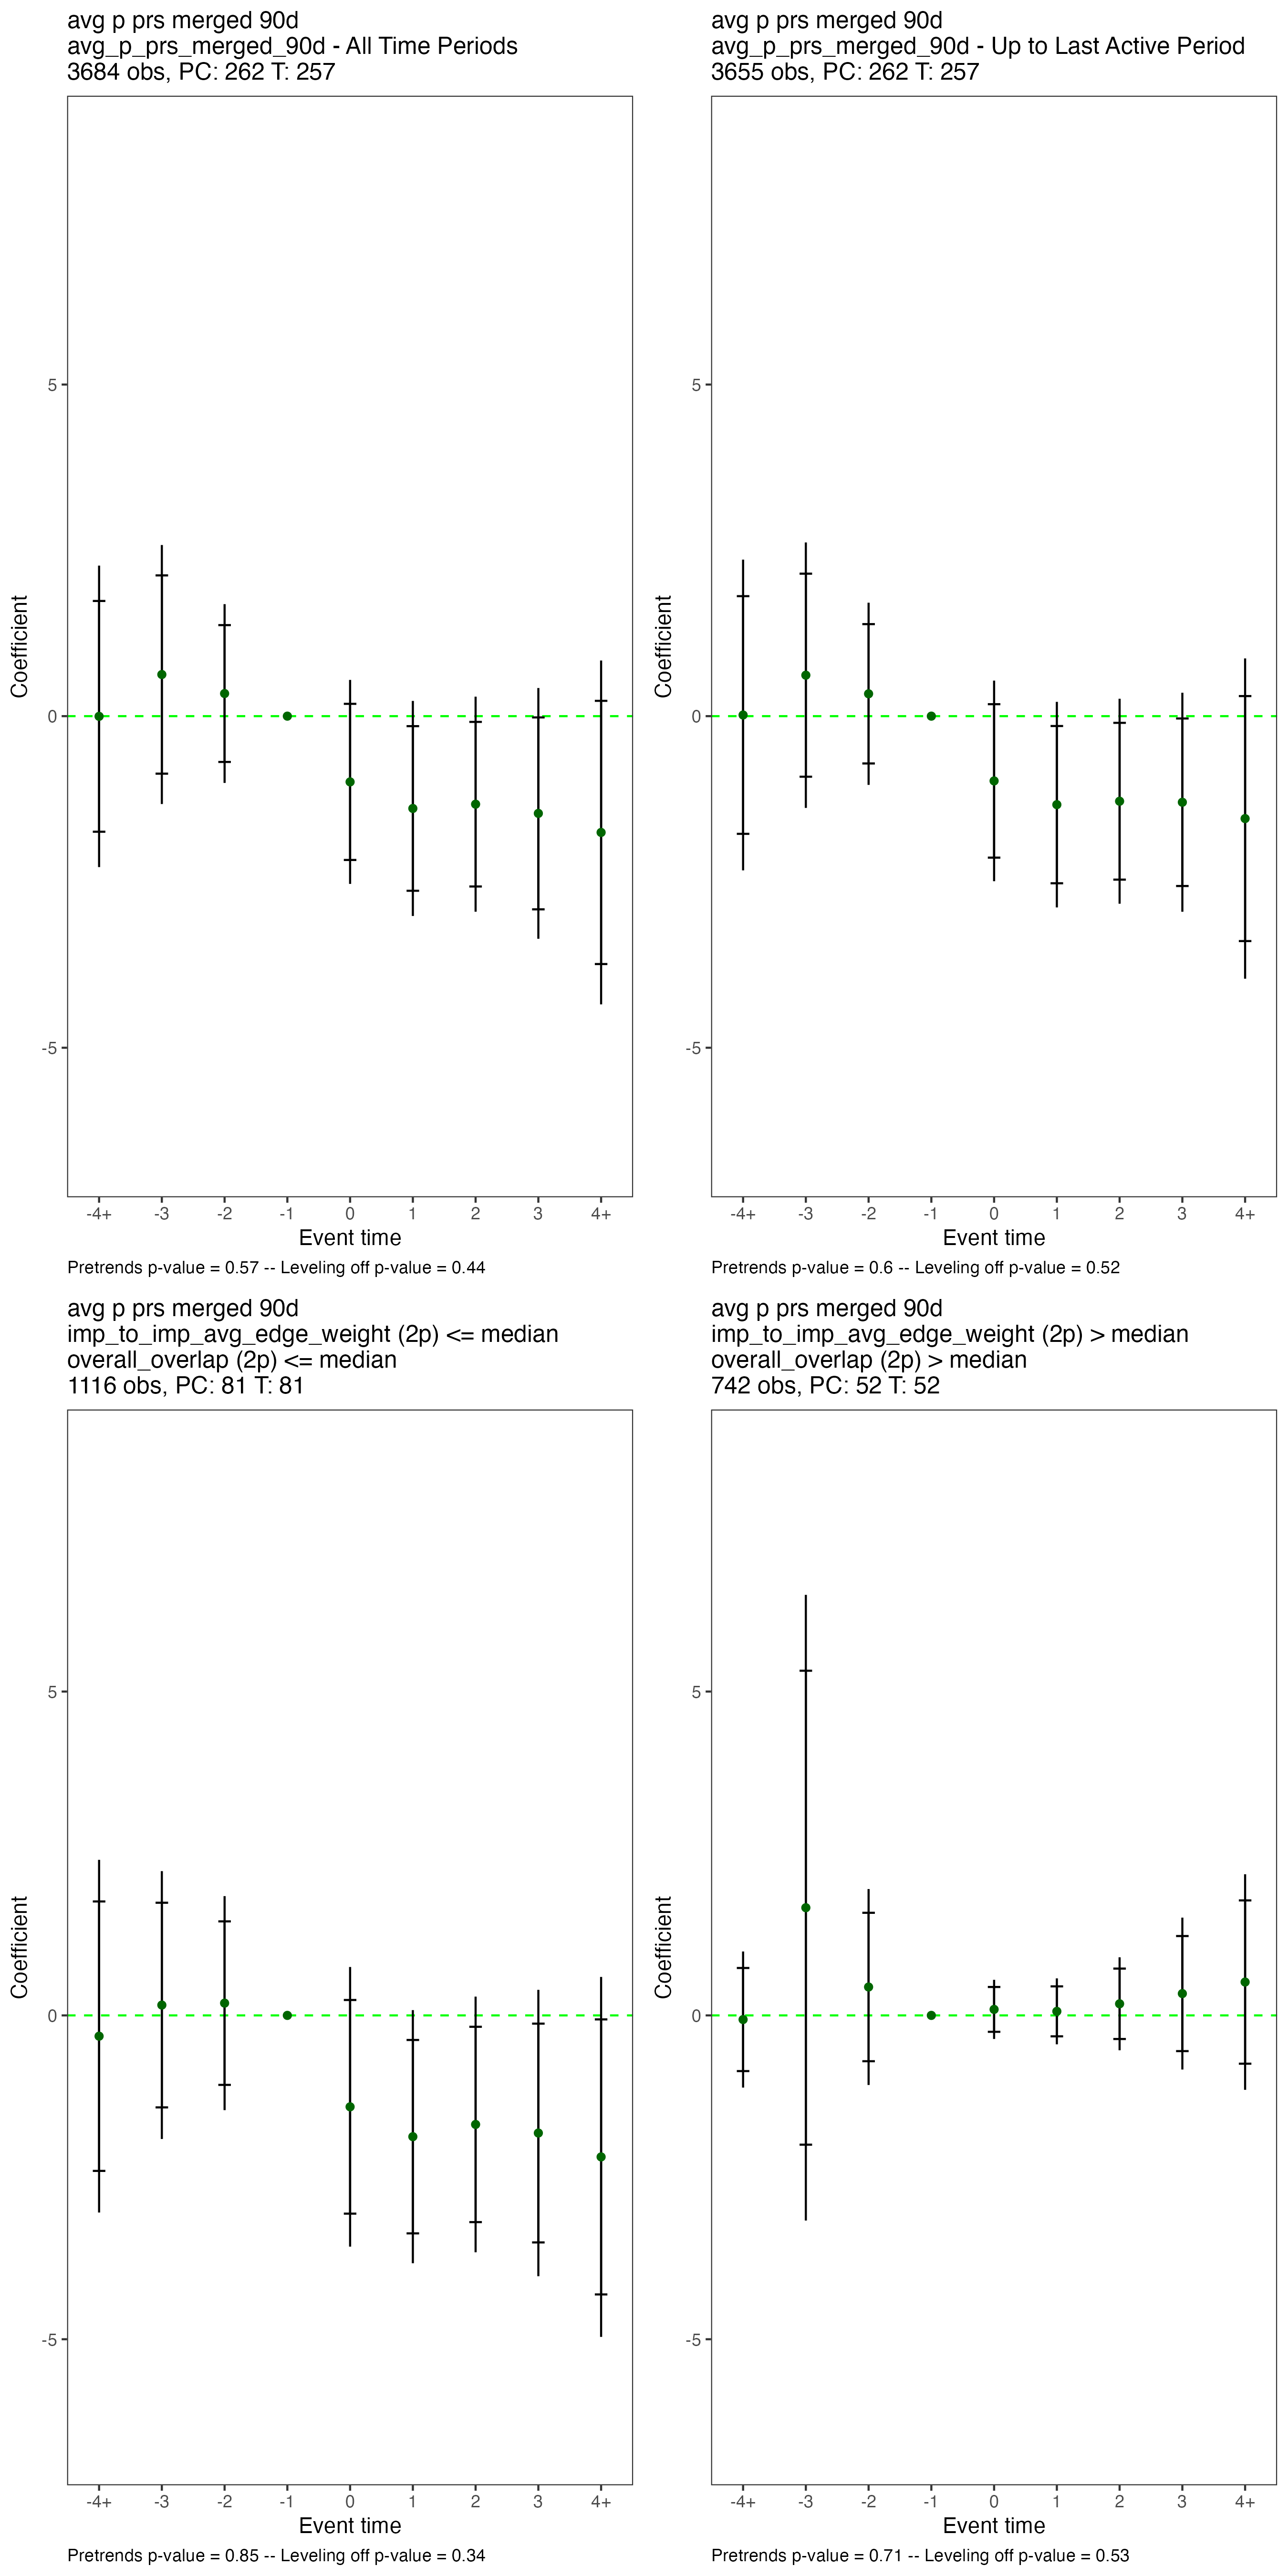 avg p prs merged 90d
avg_p_prs_merged_90d - All Time Periods
3684 obs, PC: 262 T: 257
Coefficient
5
0
-5
-4+ -3 -2 -1 0 1 2 3 4+
Event time
Pretrends p-value = 0.57 -- Leveling off p-value = 0.44
avg p prs merged 90d
avg_p_prs_merged_90d - Up to Last Active Period
3655 obs, PC: 262 T: 257
Coefficient
5
0
-5
-4+ -3 -2 -1 0 1 2 3 4+
Event time
Pretrends p-value = 0.6 -- Leveling off p-value = 0.52
avg p prs merged 90d
imp_to_imp_avg_edge_weight (2p) <= median
overall_overlap (2p) <= median
1116 obs, PC: 81 T: 81
Coefficient
5
0
-5
-4+ -3 -2 -1 0 1 2 3 4+
Event time
Pretrends p-value = 0.85 -- Leveling off p-value = 0.34
avg p prs merged 90d
imp_to_imp_avg_edge_weight (2p) > median
overall_overlap (2p) > median
742 obs, PC: 52 T: 52
Coefficient
5
0
-5
-4+ -3 -2 -1 0 1 2 3 4+
Event time
Pretrends p-value = 0.71 -- Leveling off p-value = 0.53